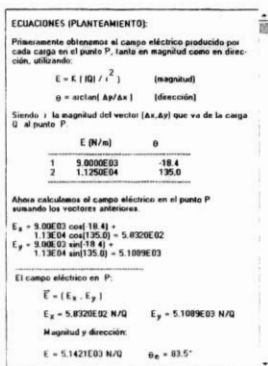 ECUACIONES (PLANTEAMIENTO):
Primeramente obtenemos el campo eléctrico producido por
cada carga en el punto P, tanto en magnitud como en direc-
ción, utilizando:
E = K ( |Q| / r² ) (magnitud)
θ = arctan( Δy/Δx ) (dirección)
Siendo r la magnitud del vector (Δx,Δy) que va de la carga
Q al punto P.
E (N/m) θ
1 9.0000E03 -18.4
2 1.1250E04 135.0
Ahora calculamos el campo eléctrico en el punto P
sumando los vectores anteriores.
Ex = 9.00E03 cos(-18.4) +
1.13E04 cos(135.0) = 5.8320E02
Ey = 9.00E03 sin(-18.4) +
1.13E04 sin(135.0) = 5.1089E03
El campo eléctrico en P:
E = ( Ex , Ey )
Ex = 5.8320E02 N/Q Ey = 5.1089E03 N/Q
Magnitud y dirección:
E = 5.1421E03 N/Q θe = 83.5°